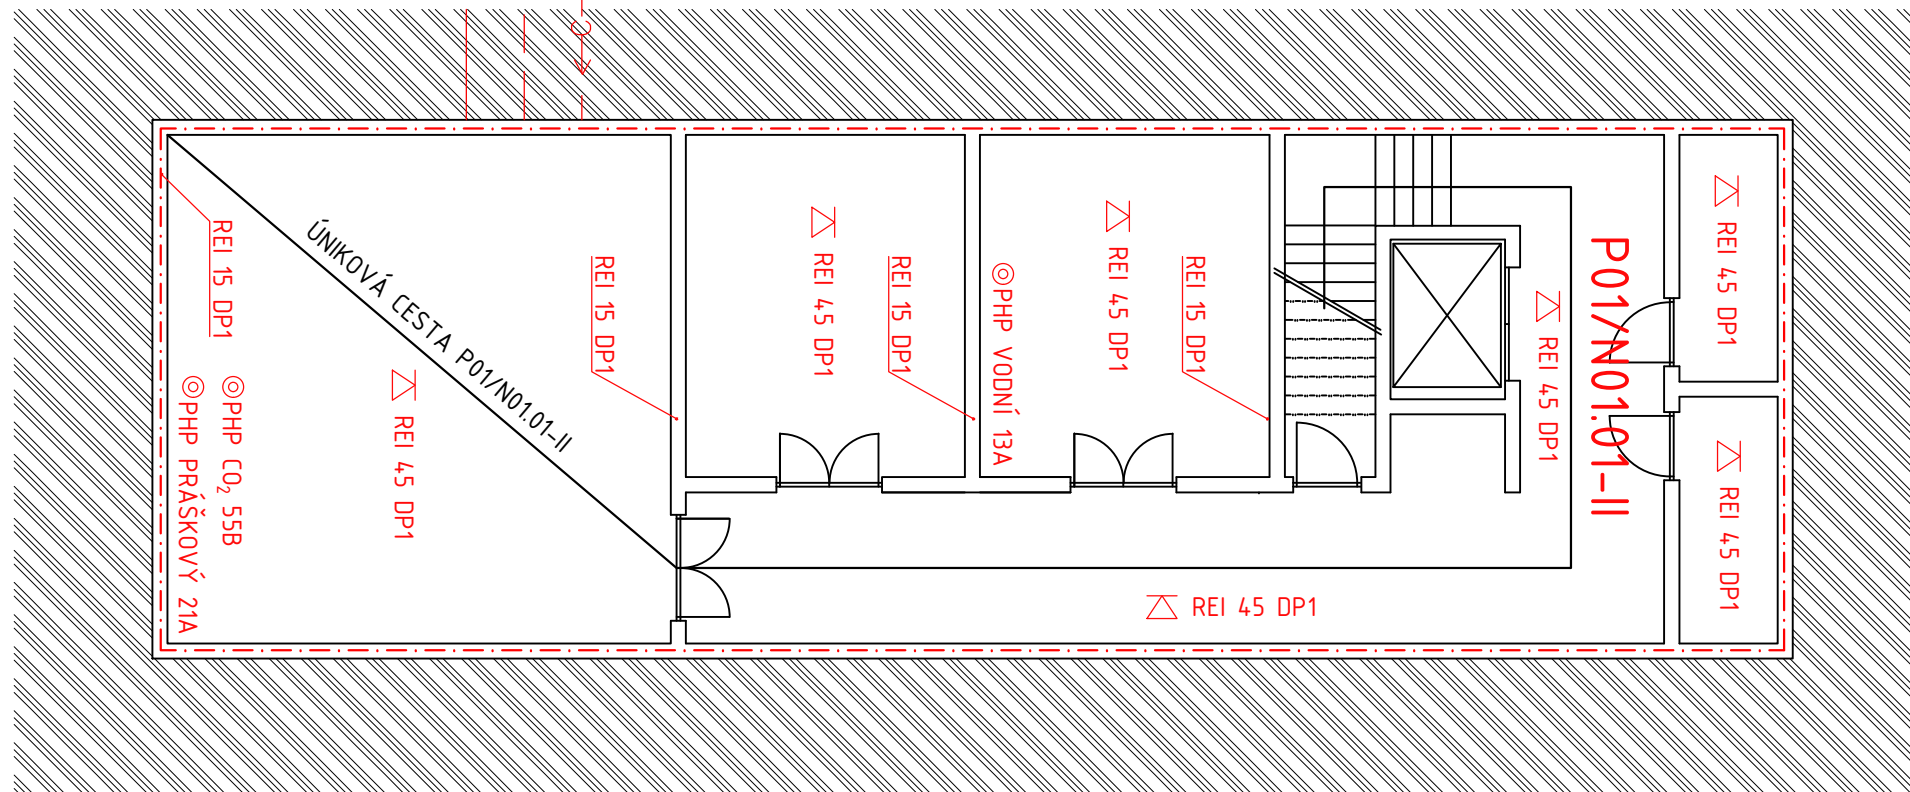 REI 15 DP1
PHP PRÁŠKOVÝ 21A
PHP CO₂ 55B
ÚNIKOVÁ CESTA P01/N01.01-II
REI 45 DP1
REI 15 DP1
REI 45 DP1
REI 15 DP1
PHP VODNÍ 13A
REI 45 DP1
REI 15 DP1
REI 45 DP1
P01/N01.01-II
REI 45 DP1
REI 45 DP1
REI 45 DP1